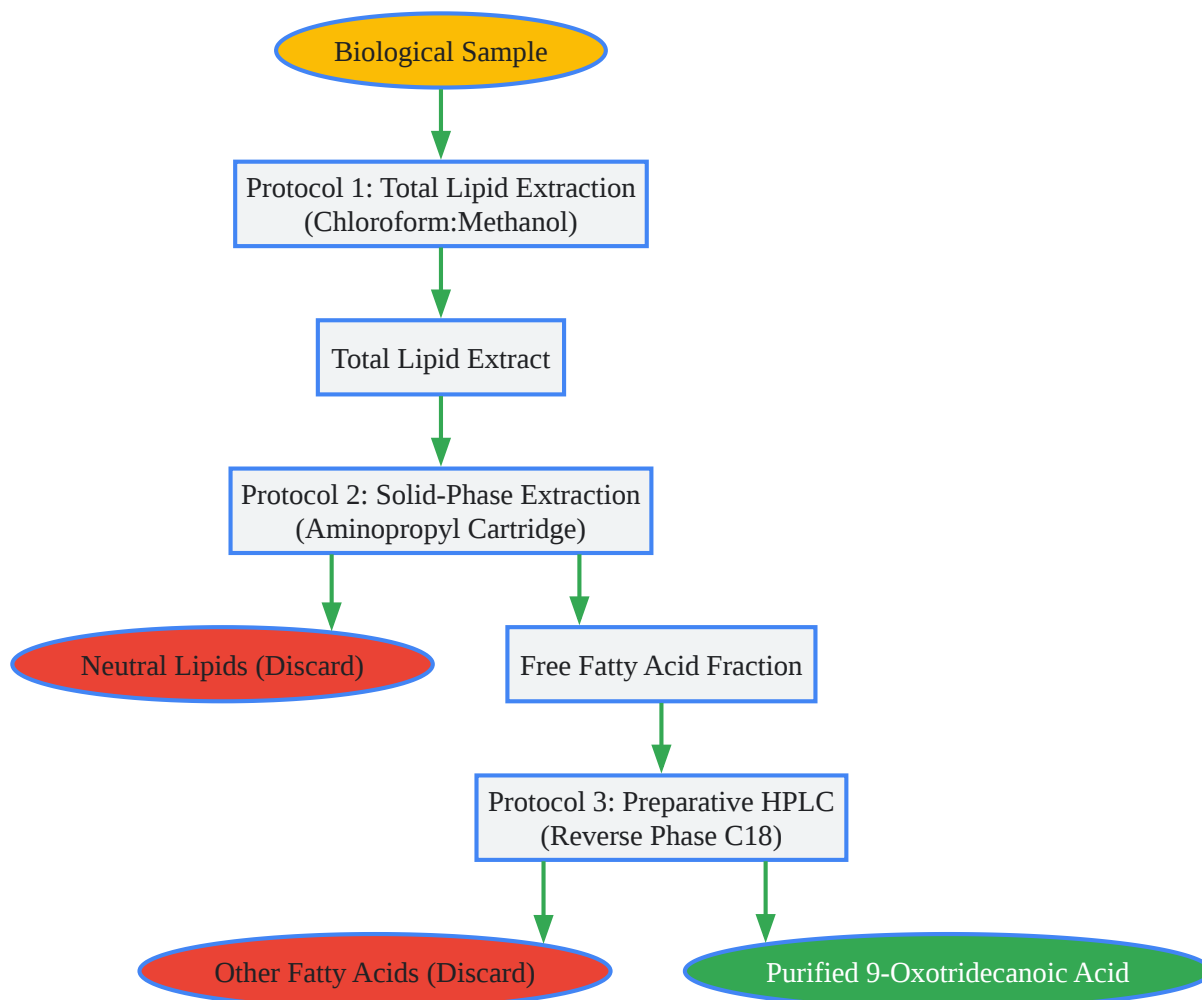 Biological Sample
Protocol 1: Total Lipid Extraction
(Chloroform:Methanol)
Total Lipid Extract
Protocol 2: Solid-Phase Extraction
(Aminopropyl Cartridge)
Neutral Lipids (Discard)
Free Fatty Acid Fraction
Protocol 3: Preparative HPLC
(Reverse Phase C18)
Other Fatty Acids (Discard)
Purified 9-Oxotridecanoic Acid